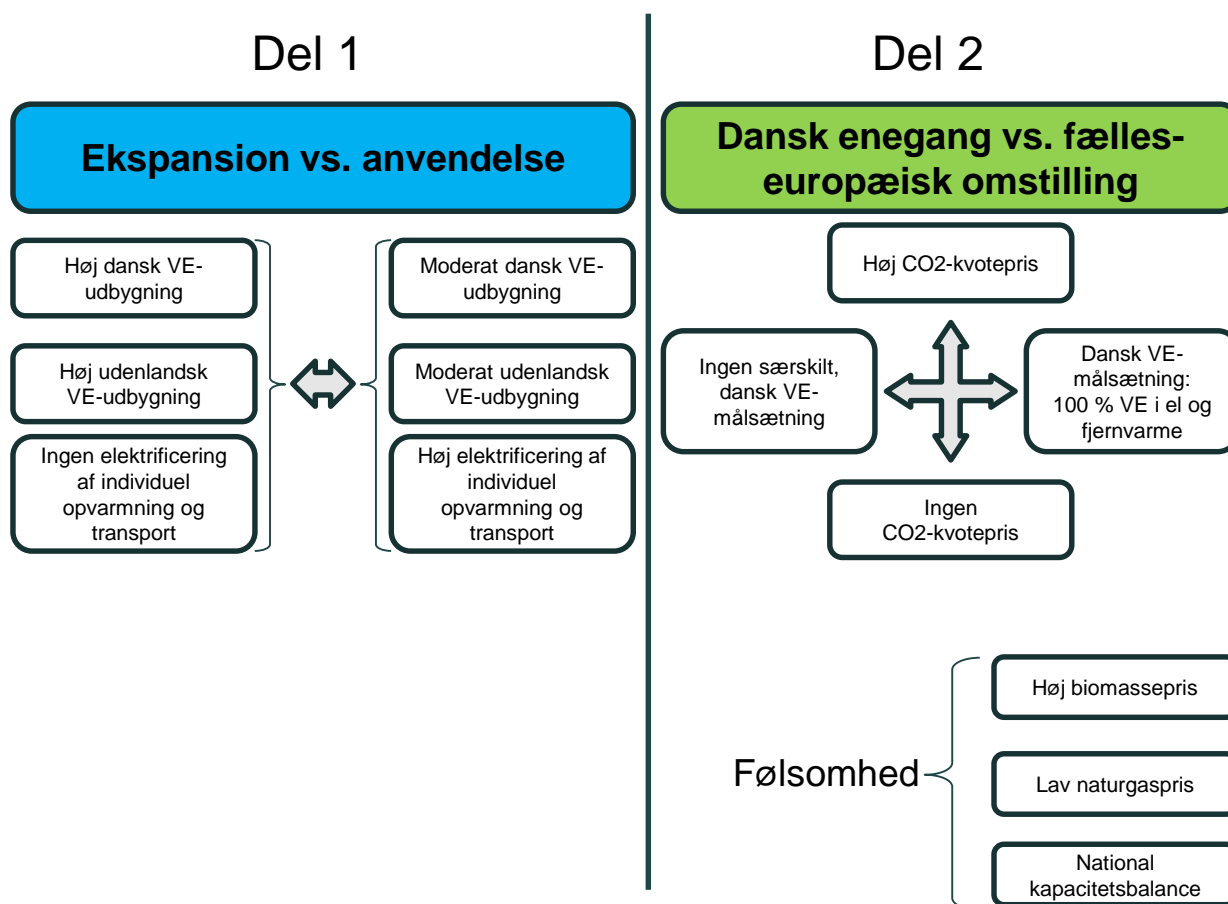 Del 1
Ekspansion vs. anvendelse
Høj dansk VE-
udbygning
Høj udenlandsk
VE-udbygning
Ingen elektrificering
af individuel
opvarmning og
transport
Moderat dansk VE-
udbygning
Moderat udenlandsk
VE-udbygning
Høj elektrificering af
individuel
opvarmning og
transport
Del 2
Dansk enegang vs. fælles-
europæisk omstilling
Høj CO2-kvotepris
Ingen særskilt,
dansk VE-
målsætning
Dansk VE-
målsætning:
100 % VE i el og
fjernvarme
Ingen
CO2-kvotepris
Følsomhed
Høj biomassepris
Lav naturgaspris
National
kapacitetsbalance